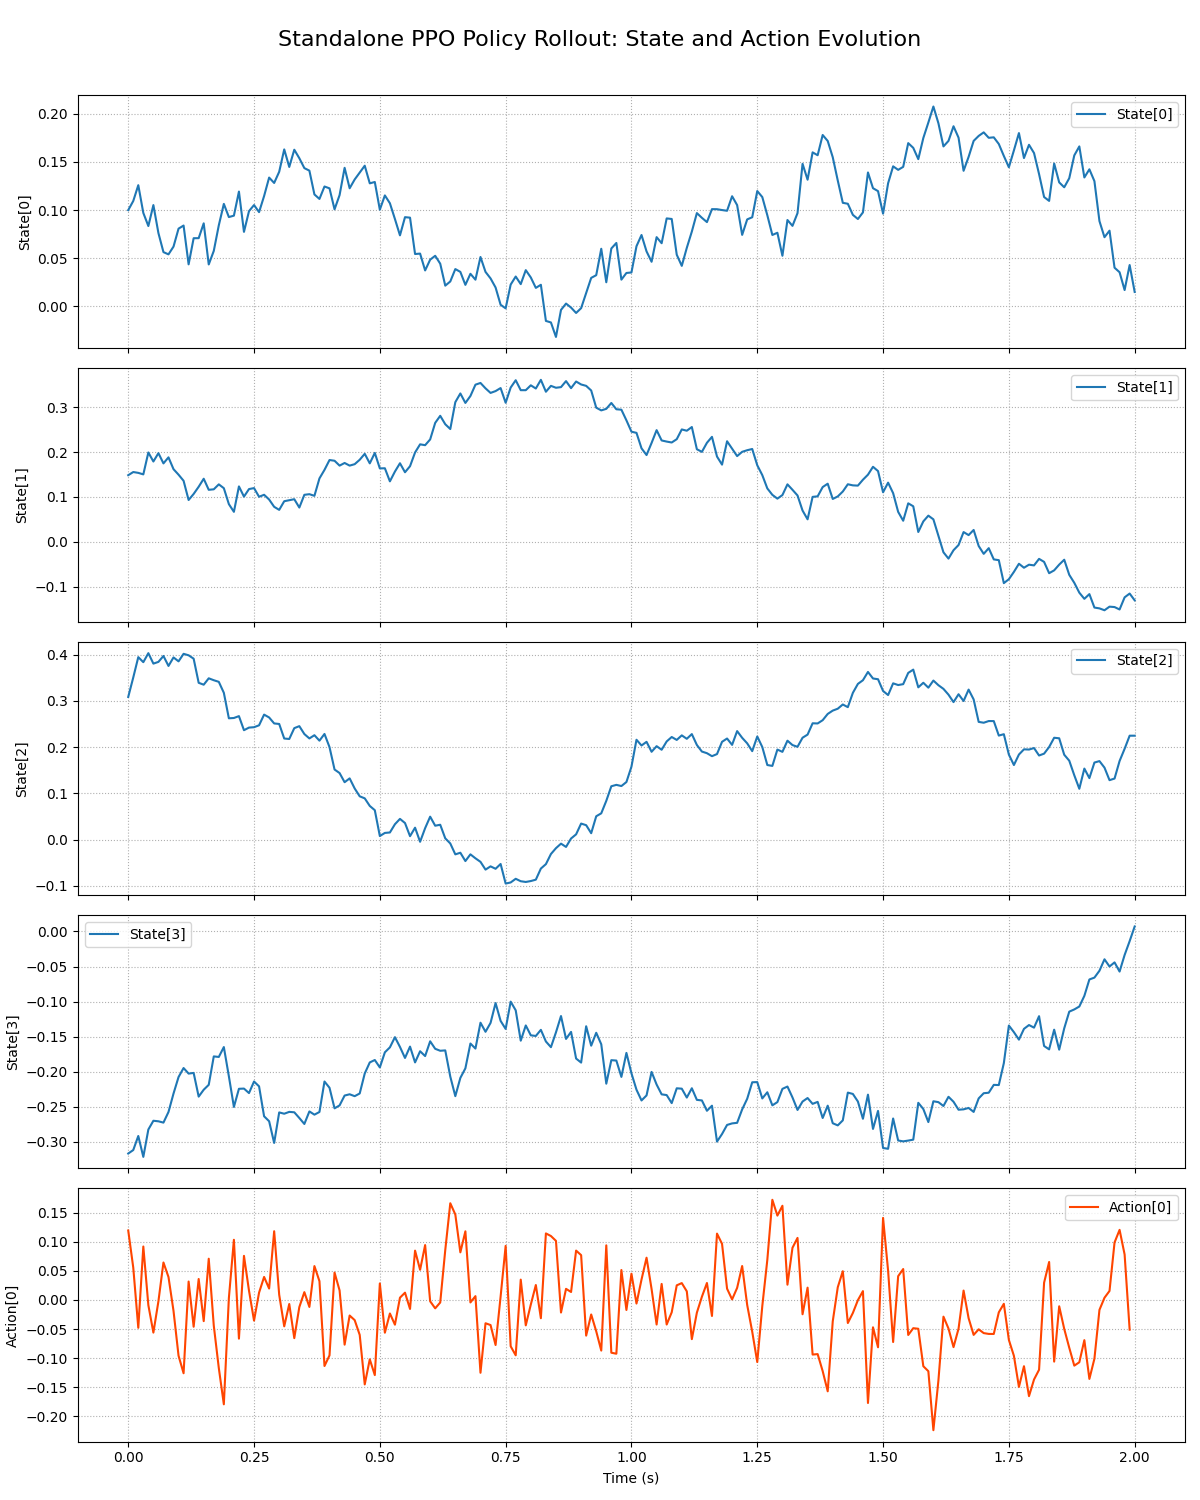 Standalone PPO Policy Rollout: State and Action Evolution
State[0]
0.20
0.15
0.10
0.05
0.00
State[0]
State[1]
0.3
0.2
0.1
0.0
−0.1
State[1]
State[2]
0.4
0.3
0.2
0.1
0.0
−0.1
State[2]
State[3]
0.00
−0.05
−0.10
−0.15
−0.20
−0.25
−0.30
State[3]
Action[0]
0.15
0.10
0.05
0.00
−0.05
−0.10
−0.15
−0.20
Action[0]
0.00 0.25 0.50 0.75 1.00 1.25 1.50 1.75 2.00
Time (s)